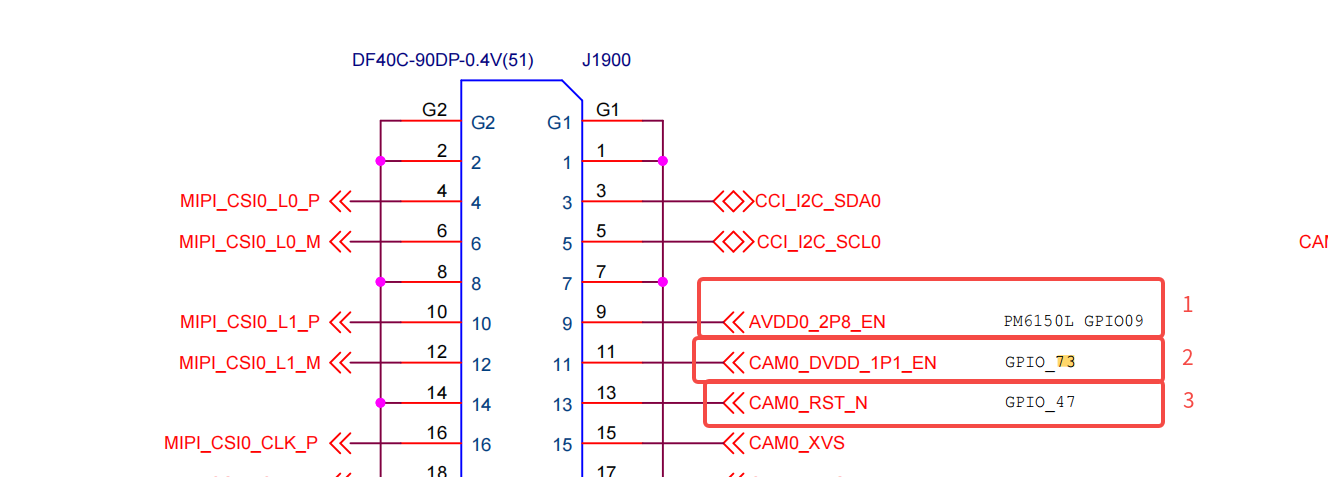 DF40C-90DP-0.4V(51) J1900
G2 G2 G1 G1
2 2 1 1
MIPI_CSI0_L0_P 4 4 3 3 CCI_I2C_SDA0
MIPI_CSI0_L0_M 6 6 5 5 CCI_I2C_SCL0 CAM
8 8 7 7
1
MIPI_CSI0_L1_P 10 10 9 9 AVDD0_2P8_EN PM6150L GPIO09
MIPI_CSI0_L1_M 12 12 11 11 CAM0_DVDD_1P1_EN GPIO_73 2
14 14 13 13 CAM0_RST_N GPIO_47 3
MIPI_CSI0_CLK_P 16 16 15 15 CAM0_XVS
18 17